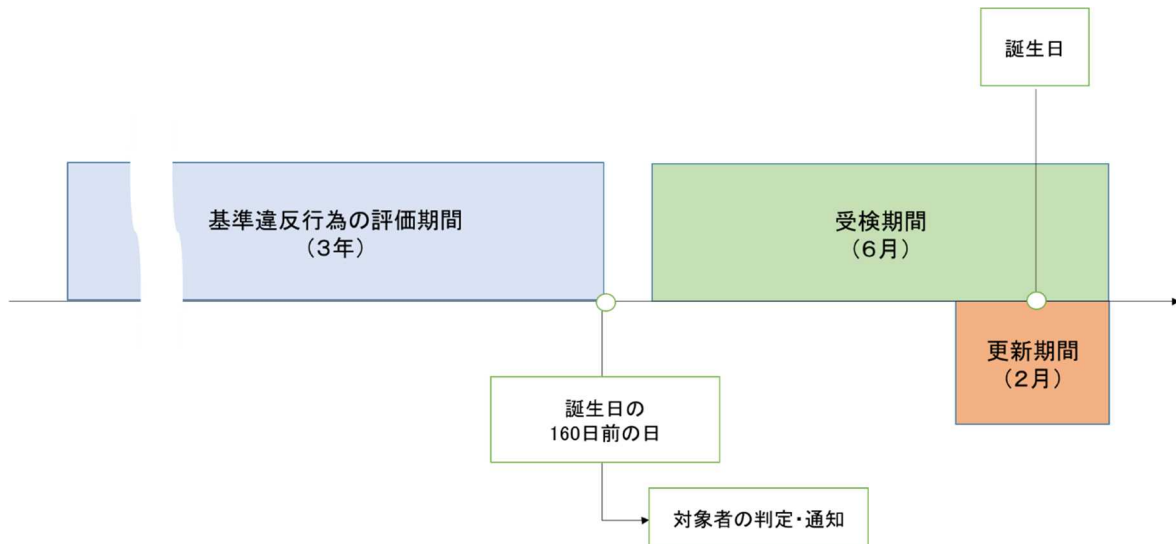 誕生日
基準違反行為の評価期間
（3年）
受検期間
（6月）
更新期間
（2月）
誕生日の
160日前の日
対象者の判定・通知